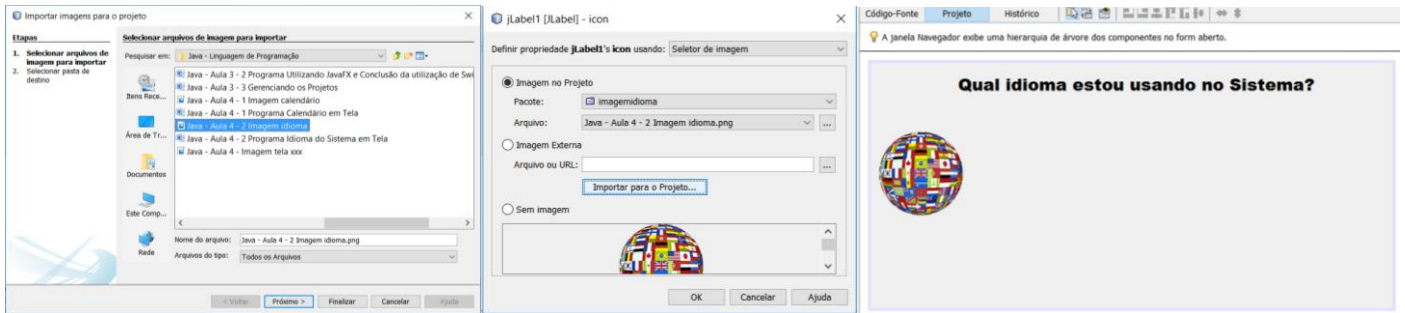 Importar imagens para o projeto
Etapas
1. Selecionar arquivos de
imagem para importar
2. Selecionar pasta de
destino
Selecionar arquivos de imagem para importar
Pesquisar em: Java - Linguagem de Programação
Itens Rece...
Área de Tr...
Documentos
Este Comp...
Rede
Java - Aula 3 - 2 Programa Utilizando JavaFX e Conclusão da utilização de Swi
Java - Aula 3 - 3 Gerenciando os Projetos
Java - Aula 4 - 1 Imagem calendário
Java - Aula 4 - 1 Programa Calendário em Tela
Java - Aula 4 - 2 Imagem idioma
Java - Aula 4 - 2 Programa Idioma do Sistema em Tela
Java - Aula 4 - Imagem tela xxx
Nome do arquivo: Java - Aula 4 - 2 Imagem idioma.png
Arquivos do tipo: Todos os Arquivos
< Voltar Próximo > Finalizar Cancelar Ajuda
jLabel1 [JLabel] - icon
Definir propriedade jLabel1's icon usando: Seletor de imagem
Imagem no Projeto
Pacote: imagemidioma
Arquivo: Java - Aula 4 - 2 Imagem idioma.png ...
Imagem Externa
Arquivo ou URL: ...
Importar para o Projeto...
Sem imagem
OK Cancelar Ajuda
Código-Fonte Projeto Histórico
A janela Navegador exibe uma hierarquia de árvore dos componentes no form aberto.
Qual idioma estou usando no Sistema?